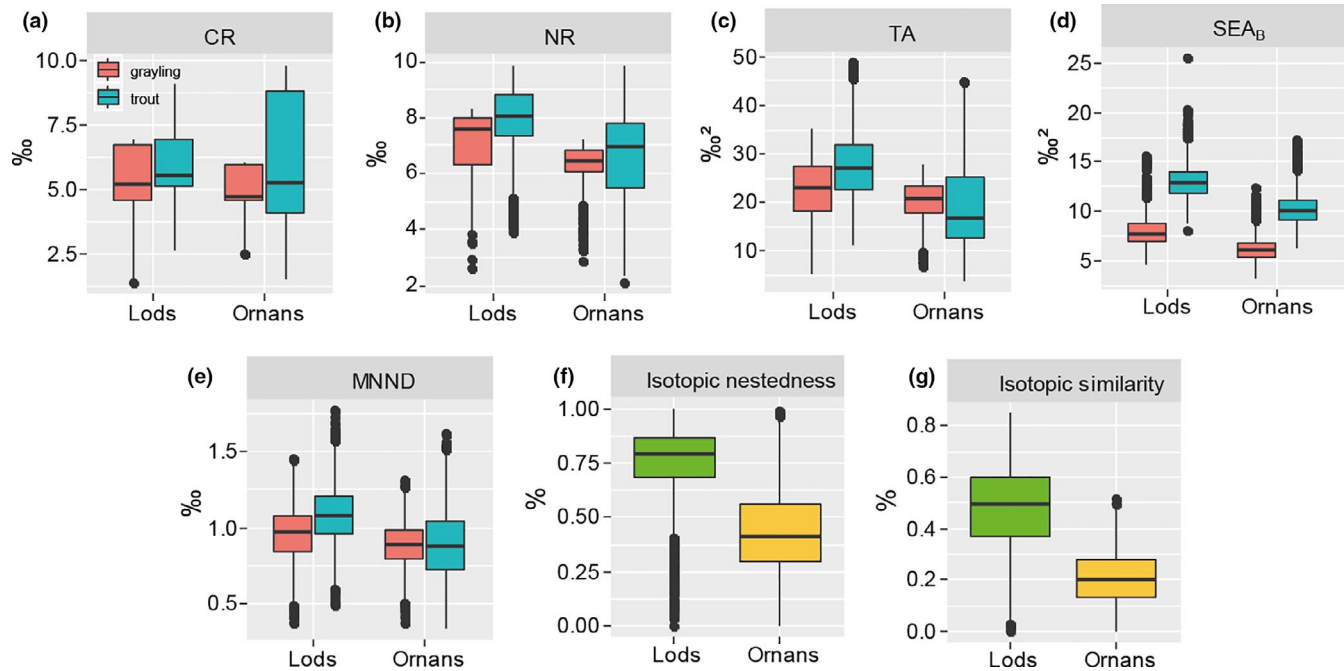 (a)
CR
10.0
7.5
5.0
2.5
‰
grayling
trout
Lods
Ornans
(b)
NR
10
8
6
4
2
‰
Lods
Ornans
(c)
TA
50
40
30
20
10
‰²
Lods
Ornans
(d)
SEA_B
25
20
15
10
5
‰²
Lods
Ornans
(e)
MNND
1.5
1.0
0.5
‰
Lods
Ornans
(f)
Isotopic nestedness
1.00
0.75
0.50
0.25
0.00
%
Lods
Ornans
(g)
Isotopic similarity
0.8
0.6
0.4
0.2
0.0
%
Lods
Ornans